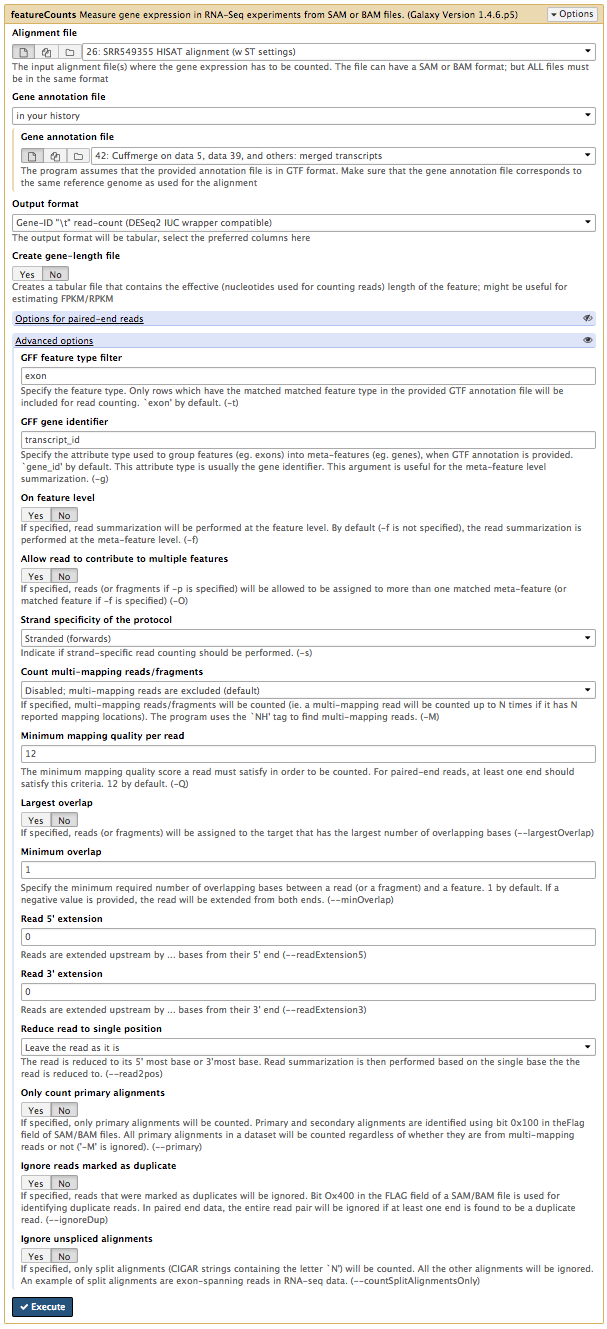 featureCounts Measure gene expression in RNA-Seq experiments from SAM or BAM files. (Galaxy Version 1.4.6.p5)
Options
Alignment file
26: SRR549355 HISAT alignment (w ST settings)
The input alignment file(s) where the gene expression has to be counted. The file can have a SAM or BAM format; but ALL files must
be in the same format
Gene annotation file
in your history
Gene annotation file
42: Cuffmerge on data 5, data 39, and others: merged transcripts
The program assumes that the provided annotation file is in GTF format. Make sure that the gene annotation file corresponds to
the same reference genome as used for the alignment
Output format
Gene-ID "\t" read-count (DESeq2 IUC wrapper compatible)
The output format will be tabular, select the preferred columns here
Create gene-length file
Yes No
Creates a tabular file that contains the effective (nucleotides used for counting reads) length of the feature; might be useful for
estimating FPKM/RPKM
Options for paired-end reads
Advanced options
GFF feature type filter
exon
Specify the feature type. Only rows which have the matched matched feature type in the provided GTF annotation file will be
included for read counting. `exon' by default. (-t)
GFF gene identifier
transcript_id
Specify the attribute type used to group features (eg. exons) into meta-features (eg. genes), when GTF annotation is provided.
`gene_id' by default. This attribute type is usually the gene identifier. This argument is useful for the meta-feature level
summarization. (-g)
On feature level
Yes No
If specified, read summarization will be performed at the feature level. By default (-f is not specified), the read summarization is
performed at the meta-feature level. (-f)
Allow read to contribute to multiple features
Yes No
If specified, reads (or fragments if -p is specified) will be allowed to be assigned to more than one matched meta-feature (or
matched feature if -f is specified) (-O)
Strand specificity of the protocol
Stranded (forwards)
Indicate if strand-specific read counting should be performed. (-s)
Count multi-mapping reads/fragments
Disabled; multi-mapping reads are excluded (default)
If specified, multi-mapping reads/fragments will be counted (ie. a multi-mapping read will be counted up to N times if it has N
reported mapping locations). The program uses the `NH' tag to find multi-mapping reads. (-M)
Minimum mapping quality per read
12
The minimum mapping quality score a read must satisfy in order to be counted. For paired-end reads, at least one end should
satisfy this criteria. 12 by default. (-Q)
Largest overlap
Yes No
If specified, reads (or fragments) will be assigned to the target that has the largest number of overlapping bases (--largestOverlap)
Minimum overlap
1
Specify the minimum required number of overlapping bases between a read (or a fragment) and a feature. 1 by default. If a
negative value is provided, the read will be extended from both ends. (--minOverlap)
Read 5' extension
0
Reads are extended upstream by ... bases from their 5' end (--readExtension5)
Read 3' extension
0
Reads are extended upstream by ... bases from their 3' end (--readExtension3)
Reduce read to single position
Leave the read as it is
The read is reduced to its 5' most base or 3'most base. Read summarization is then performed based on the single base the the
read is reduced to. (--read2pos)
Only count primary alignments
Yes No
If specified, only primary alignments will be counted. Primary and secondary alignments are identified using bit 0x100 in theFlag
field of SAM/BAM files. All primary alignments in a dataset will be counted regardless of whether they are from multi-mapping
reads or not ('-M' is ignored). (--primary)
Ignore reads marked as duplicate
Yes No
If specified, reads that were marked as duplicates will be ignored. Bit Ox400 in the FLAG field of a SAM/BAM file is used for
identifying duplicate reads. In paired end data, the entire read pair will be ignored if at least one end is found to be a duplicate
read. (--ignoreDup)
Ignore unspliced alignments
Yes No
If specified, only split alignments (CIGAR strings containing the letter `N') will be counted. All the other alignments will be ignored.
An example of split alignments are exon-spanning reads in RNA-seq data. (--countSplitAlignmentsOnly)
Execute